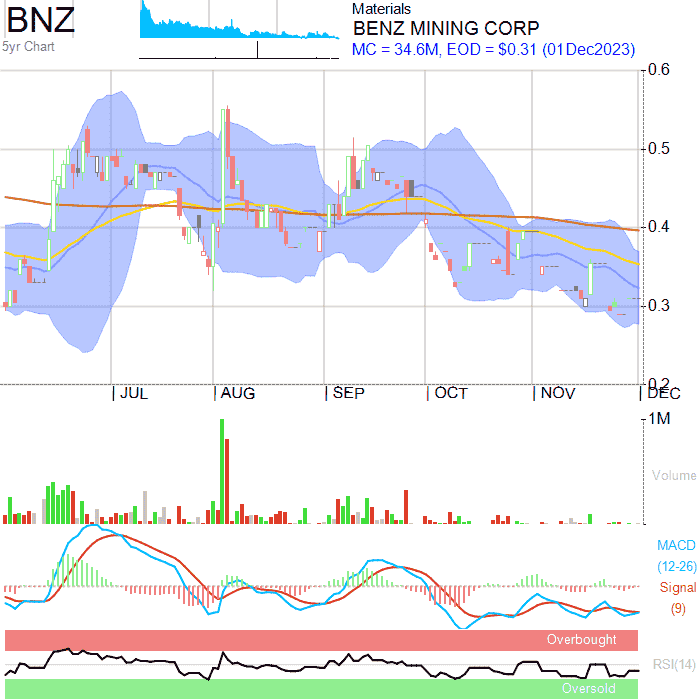 BNZ
5yr Chart
Materials
BENZ MINING CORP
MC = 34.6M, EOD = $0.31 (01Dec2023)
0.6
0.5
0.4
0.3
0.2
JUL
AUG
SEP
OCT
NOV
DEC
1M
Volume
MACD
(12-26)
Signal
(9)
Overbought
RSI(14)
Oversold